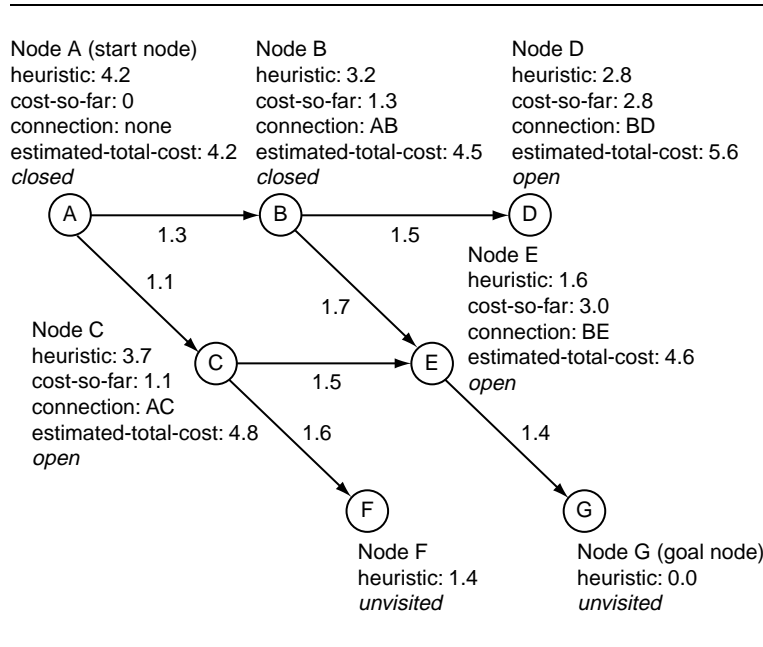 Node A (start node)
heuristic: 4.2
cost-so-far: 0
connection: none
estimated-total-cost: 4.2
closed
Node B
heuristic: 3.2
cost-so-far: 1.3
connection: AB
estimated-total-cost: 4.5
closed
Node D
heuristic: 2.8
cost-so-far: 2.8
connection: BD
estimated-total-cost: 5.6
open
A
B
D
1.3
1.5
1.1
1.7
Node E
heuristic: 1.6
cost-so-far: 3.0
connection: BE
estimated-total-cost: 4.6
open
Node C
heuristic: 3.7
cost-so-far: 1.1
connection: AC
estimated-total-cost: 4.8
open
C
E
1.5
1.6
1.4
F
G
Node F
heuristic: 1.4
unvisited
Node G (goal node)
heuristic: 0.0
unvisited